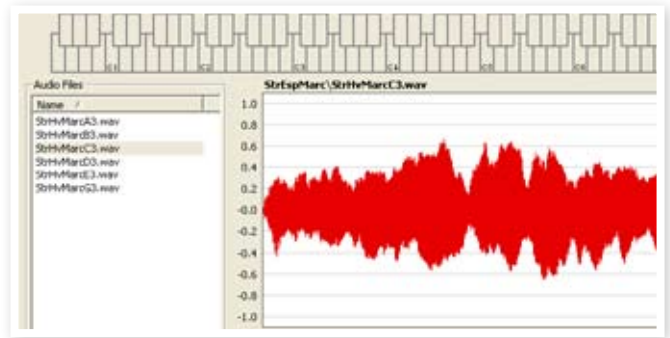 C1 C2 C3 C4 C5 C6
Audio Files
Name /
StrHvMarcA3.wav
StrHvMarcB3.wav
StrHvMarcC3.wav
StrHvMarcD3.wav
StrHvMarcE3.wav
StrHvMarcG3.wav
StrEspMarc\StrHvMarcC3.wav
1.0
0.8
0.6
0.4
0.2
-0.0
-0.2
-0.4
-0.6
-0.8
-1.0